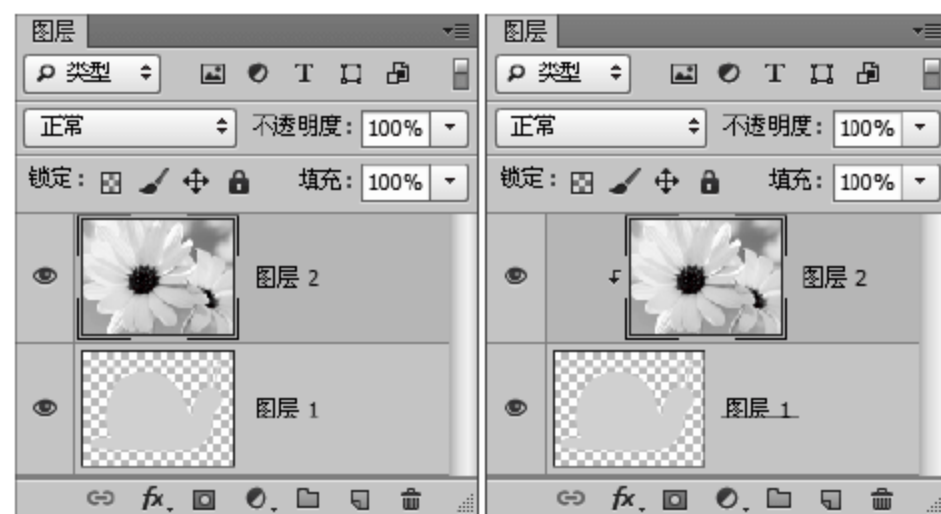 图层
类型
T
正常 不透明度: 100%
锁定: 填充: 100%
图层 2
图层 1
fx.
图层
类型
T
正常 不透明度: 100%
锁定: 填充: 100%
图层 2
图层 1
fx.